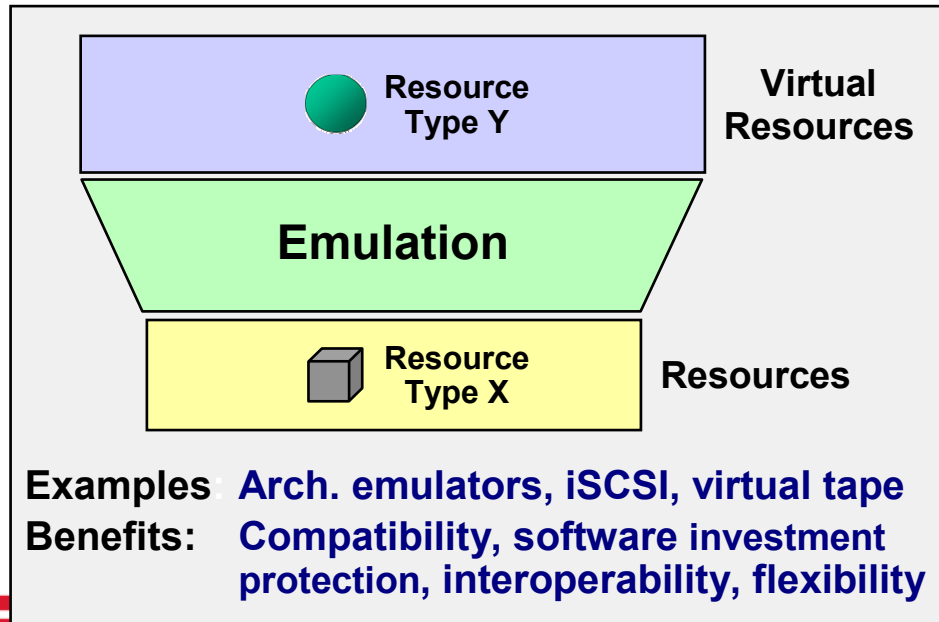 Resource
Type Y
Virtual
Resources
Emulation
Resource
Type X
Resources
Examples: Arch. emulators, iSCSI, virtual tape
Benefits: Compatibility, software investment
protection, interoperability, flexibility